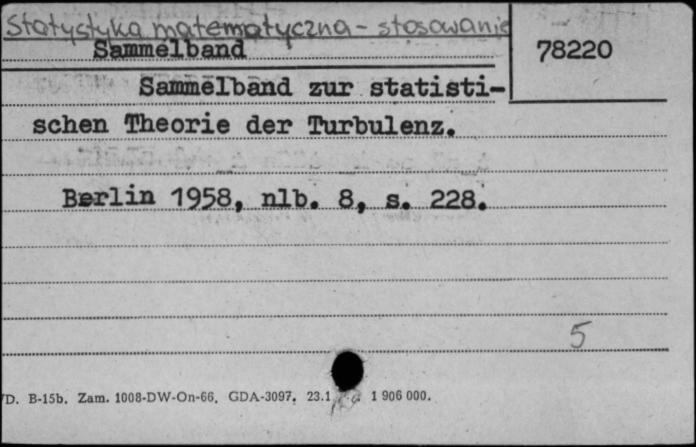 Statystyka matematyczna - stosowanie
Sammelband
78220
Sammelband zur statisti-
schen Theorie der Turbulenz.
Berlin 1958, nlb. 8, s. 228.
5
D. B-15b. Zam. 1008-DW-On-66. GDA-3097. 23.1 1 906 000.